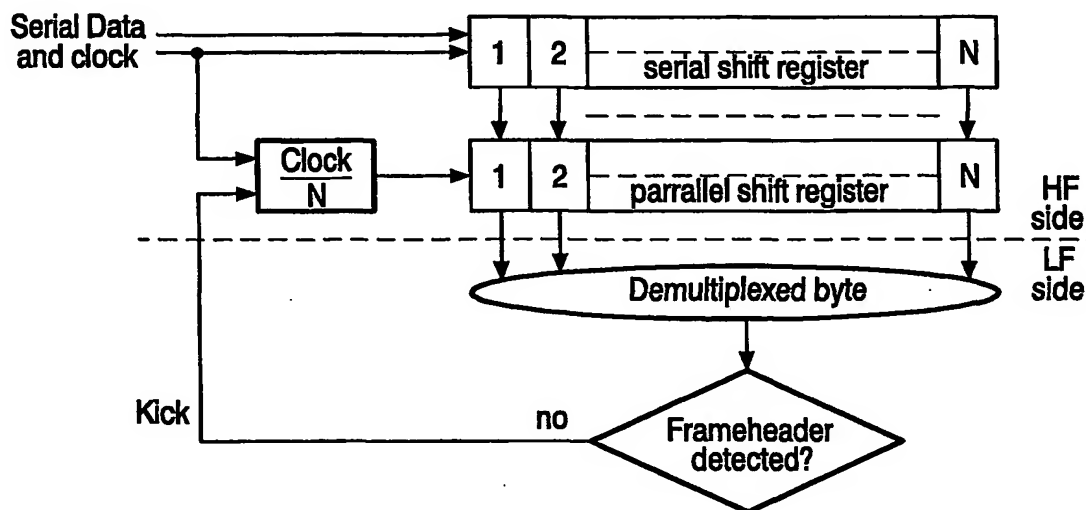 Serial Data
and clock
1 2 N
serial shift register
Clock
N
1 2 N
parrallel shift register
HF
side
LF
side
Demultiplexed byte
Kick
no
Frameheader
detected?